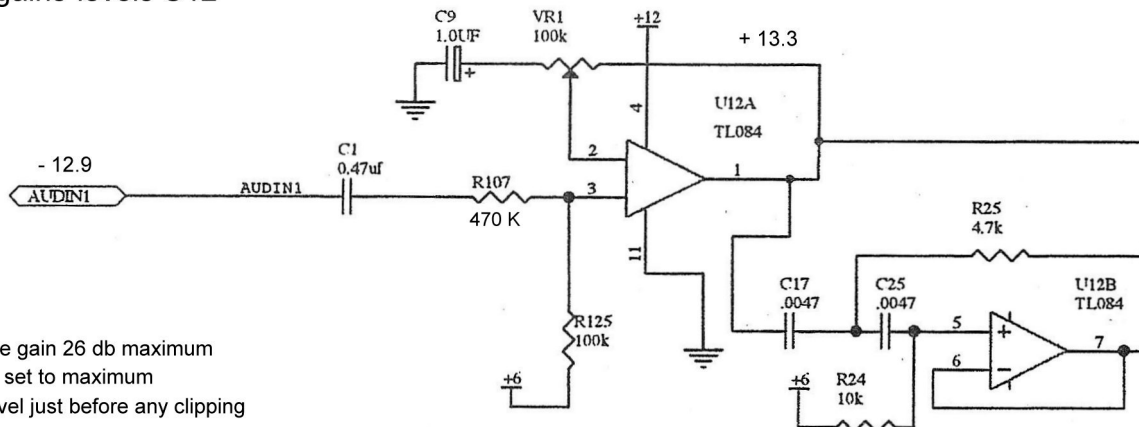 C9
1.0UF
+
VR1
100k
+12
+ 13.3
4
U12A
TL084
2
1
3
- 12.9
AUDIN1
AUDIN1
C1
0.47uf
R107
470 K
11
R25
4.7k
C17
.0047
C25
.0047
U12B
TL084
R125
100k
5
+
7
6
-
+6
+6
R24
10k
gain 26 db maximum
set to maximum
just before any clipping